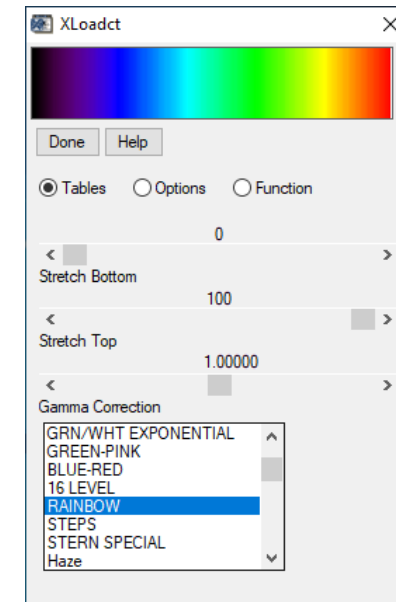 XLoadct
Done Help
Tables Options Function
0
Stretch Bottom
100
Stretch Top
1.00000
Gamma Correction
GRN/WHT EXPONENTIAL
GREEN-PINK
BLUE-RED
16 LEVEL
RAINBOW
STEPS
STERN SPECIAL
Haze